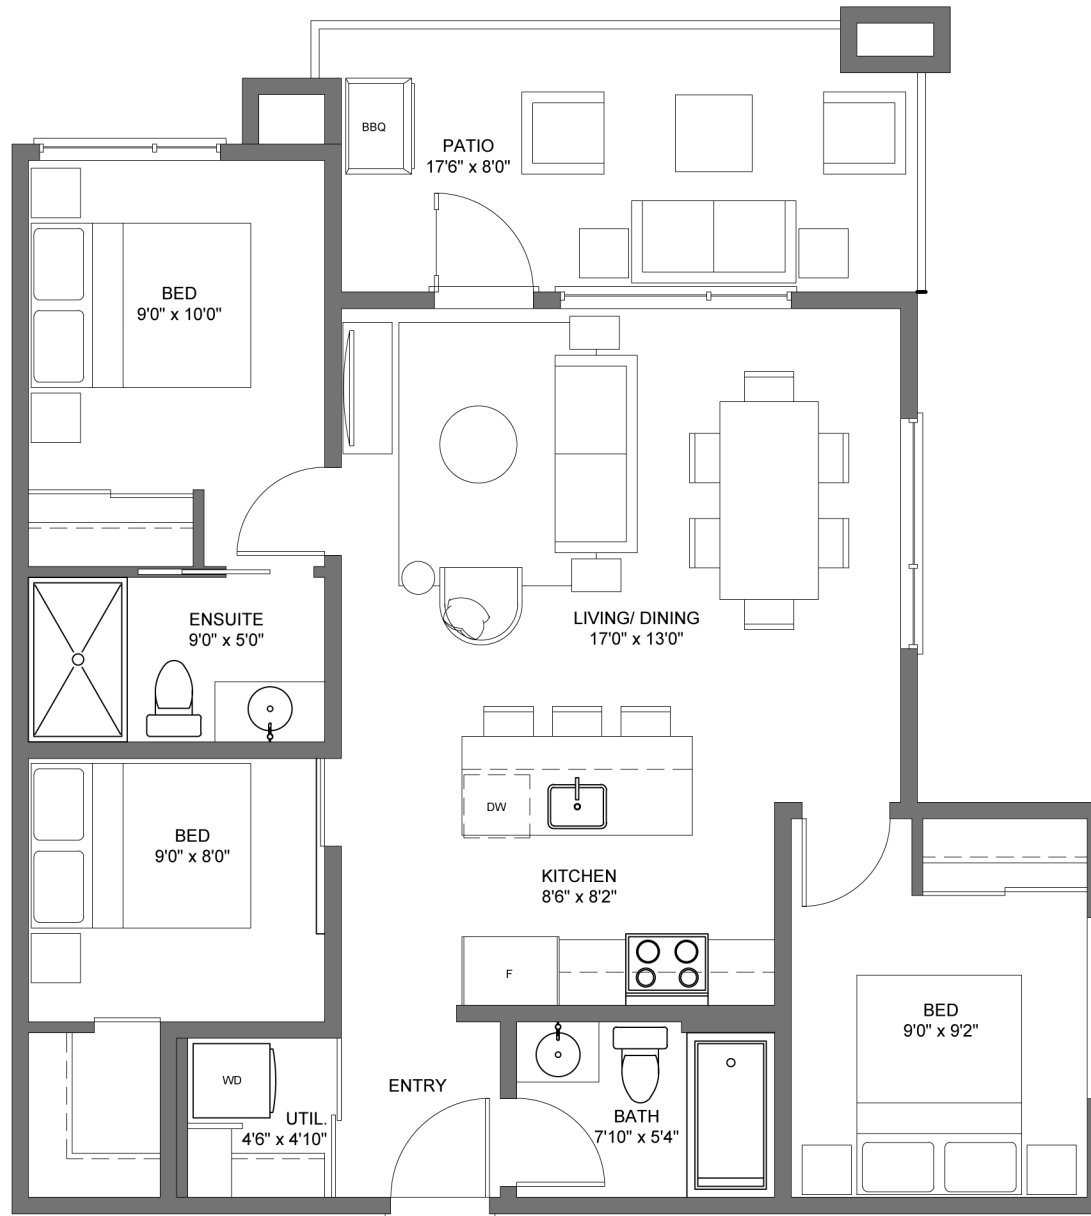 BBQ
PATIO
17'6" x 8'0"
BED
9'0" x 10'0"
ENSUITE
9'0" x 5'0"
LIVING/ DINING
17'0" x 13'0"
BED
9'0" x 8'0"
DW
KITCHEN
8'6" x 8'2"
F
BED
9'0" x 9'2"
WD
ENTRY
UTIL.
4'6" x 4'10"
BATH
7'10" x 5'4"